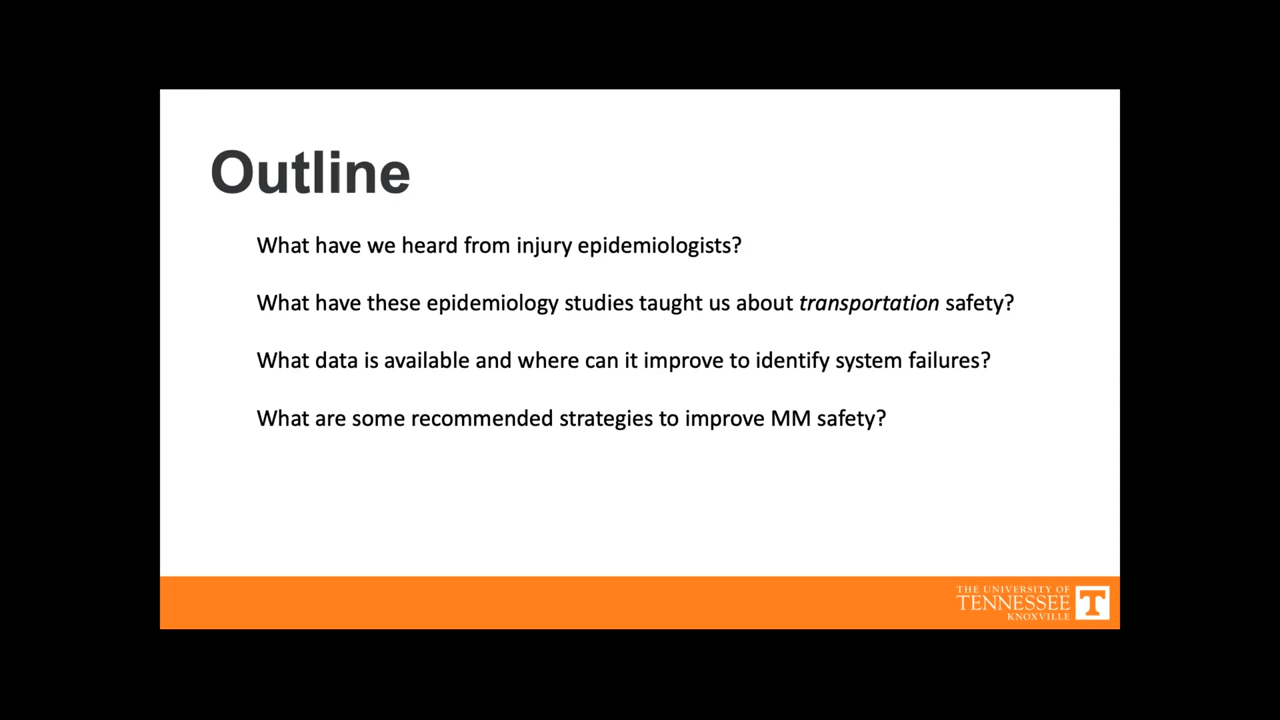 Outline
What have we heard from injury epidemiologists?
What have these epidemiology studies taught us about transportation safety?
What data is available and where can it improve to identify system failures?
What are some recommended strategies to improve MM safety?
THE UNIVERSITY OF
TENNESSEE
KNOXVILLE
T